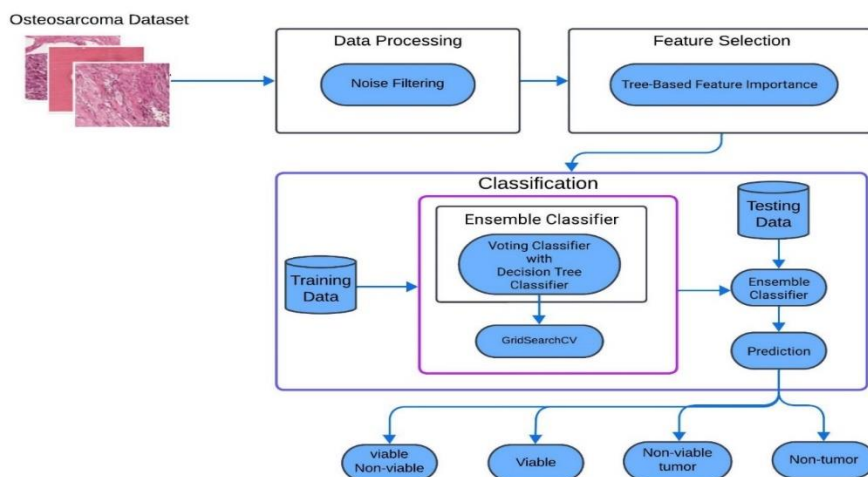 Osteosarcoma Dataset
Data Processing
Noise Filtering
Feature Selection
Tree-Based Feature Importance
Classification
Ensemble Classifier
Voting Classifier
with
Decision Tree
Classifier
GridSearchCV
Training
Data
Testing
Data
Ensemble
Classifier
Prediction
viable
Non-viable
Viable
Non-viable
tumor
Non-tumor